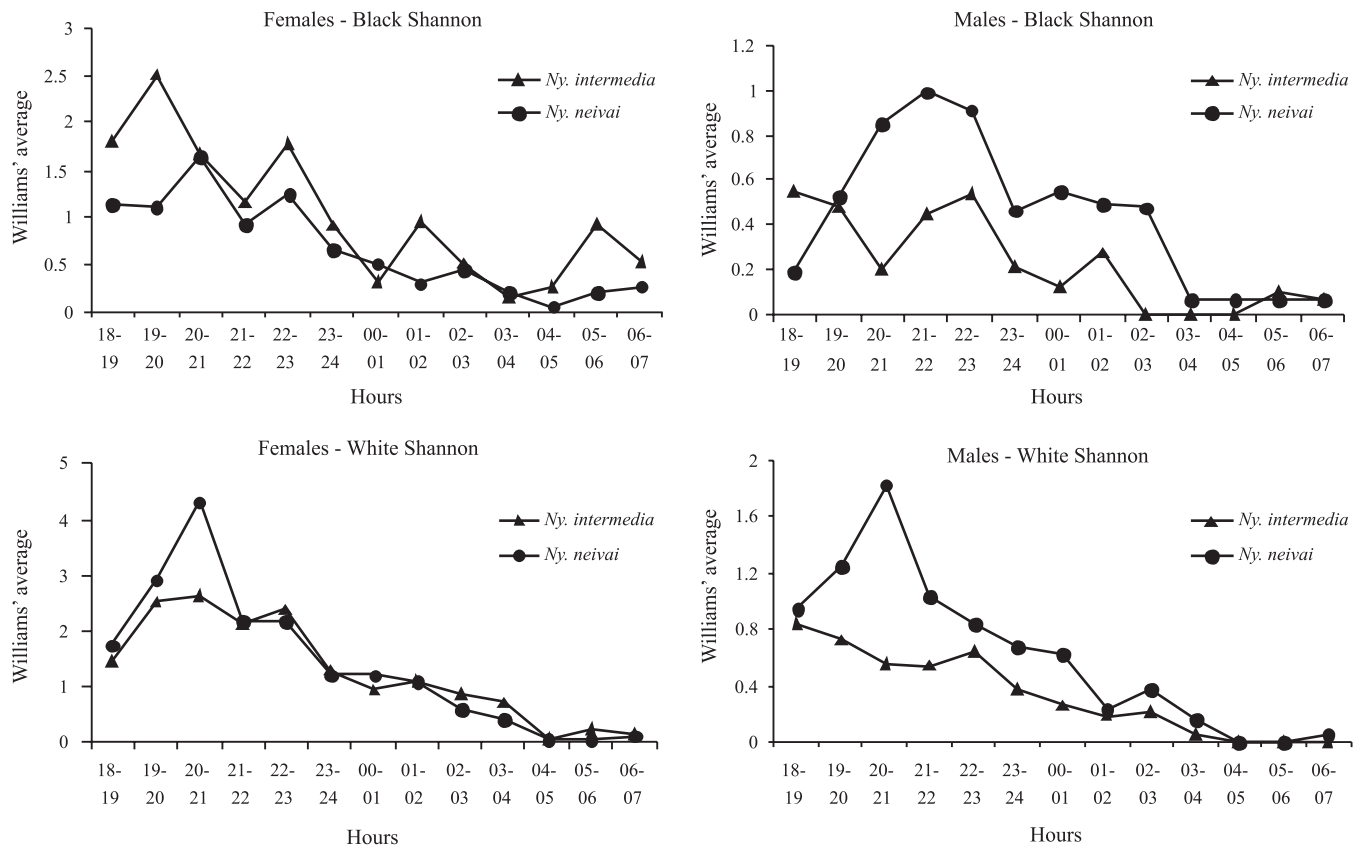 Females - Black Shannon
3
2.5
2
1.5
1
0.5
0
Williams' average
Ny. intermedia
Ny. neivai
18- 19- 20- 21- 22- 23- 00- 01- 02- 03- 04- 05- 06-
19 20 21 22 23 24 01 02 03 04 05 06 07
Hours
Males - Black Shannon
1.2
1
0.8
0.6
0.4
0.2
0
Williams' average
Ny. intermedia
Ny. neivai
18- 19- 20- 21- 22- 23- 00- 01- 02- 03- 04- 05- 06-
19 20 21 22 23 24 01 02 03 04 05 06 07
Hours
Females - White Shannon
5
4
3
2
1
0
Williams' average
Ny. intermedia
Ny. neivai
18- 19- 20- 21- 22- 23- 00- 01- 02- 03- 04- 05- 06-
19 20 21 22 23 24 01 02 03 04 05 06 07
Hours
Males - White Shannon
2
1.6
1.2
0.8
0.4
0
Williams' average
Ny. intermedia
Ny. neivai
18- 19- 20- 21- 22- 23- 00- 01- 02- 03- 04- 05- 06-
19 20 21 22 23 24 01 02 03 04 05 06 07
Hours